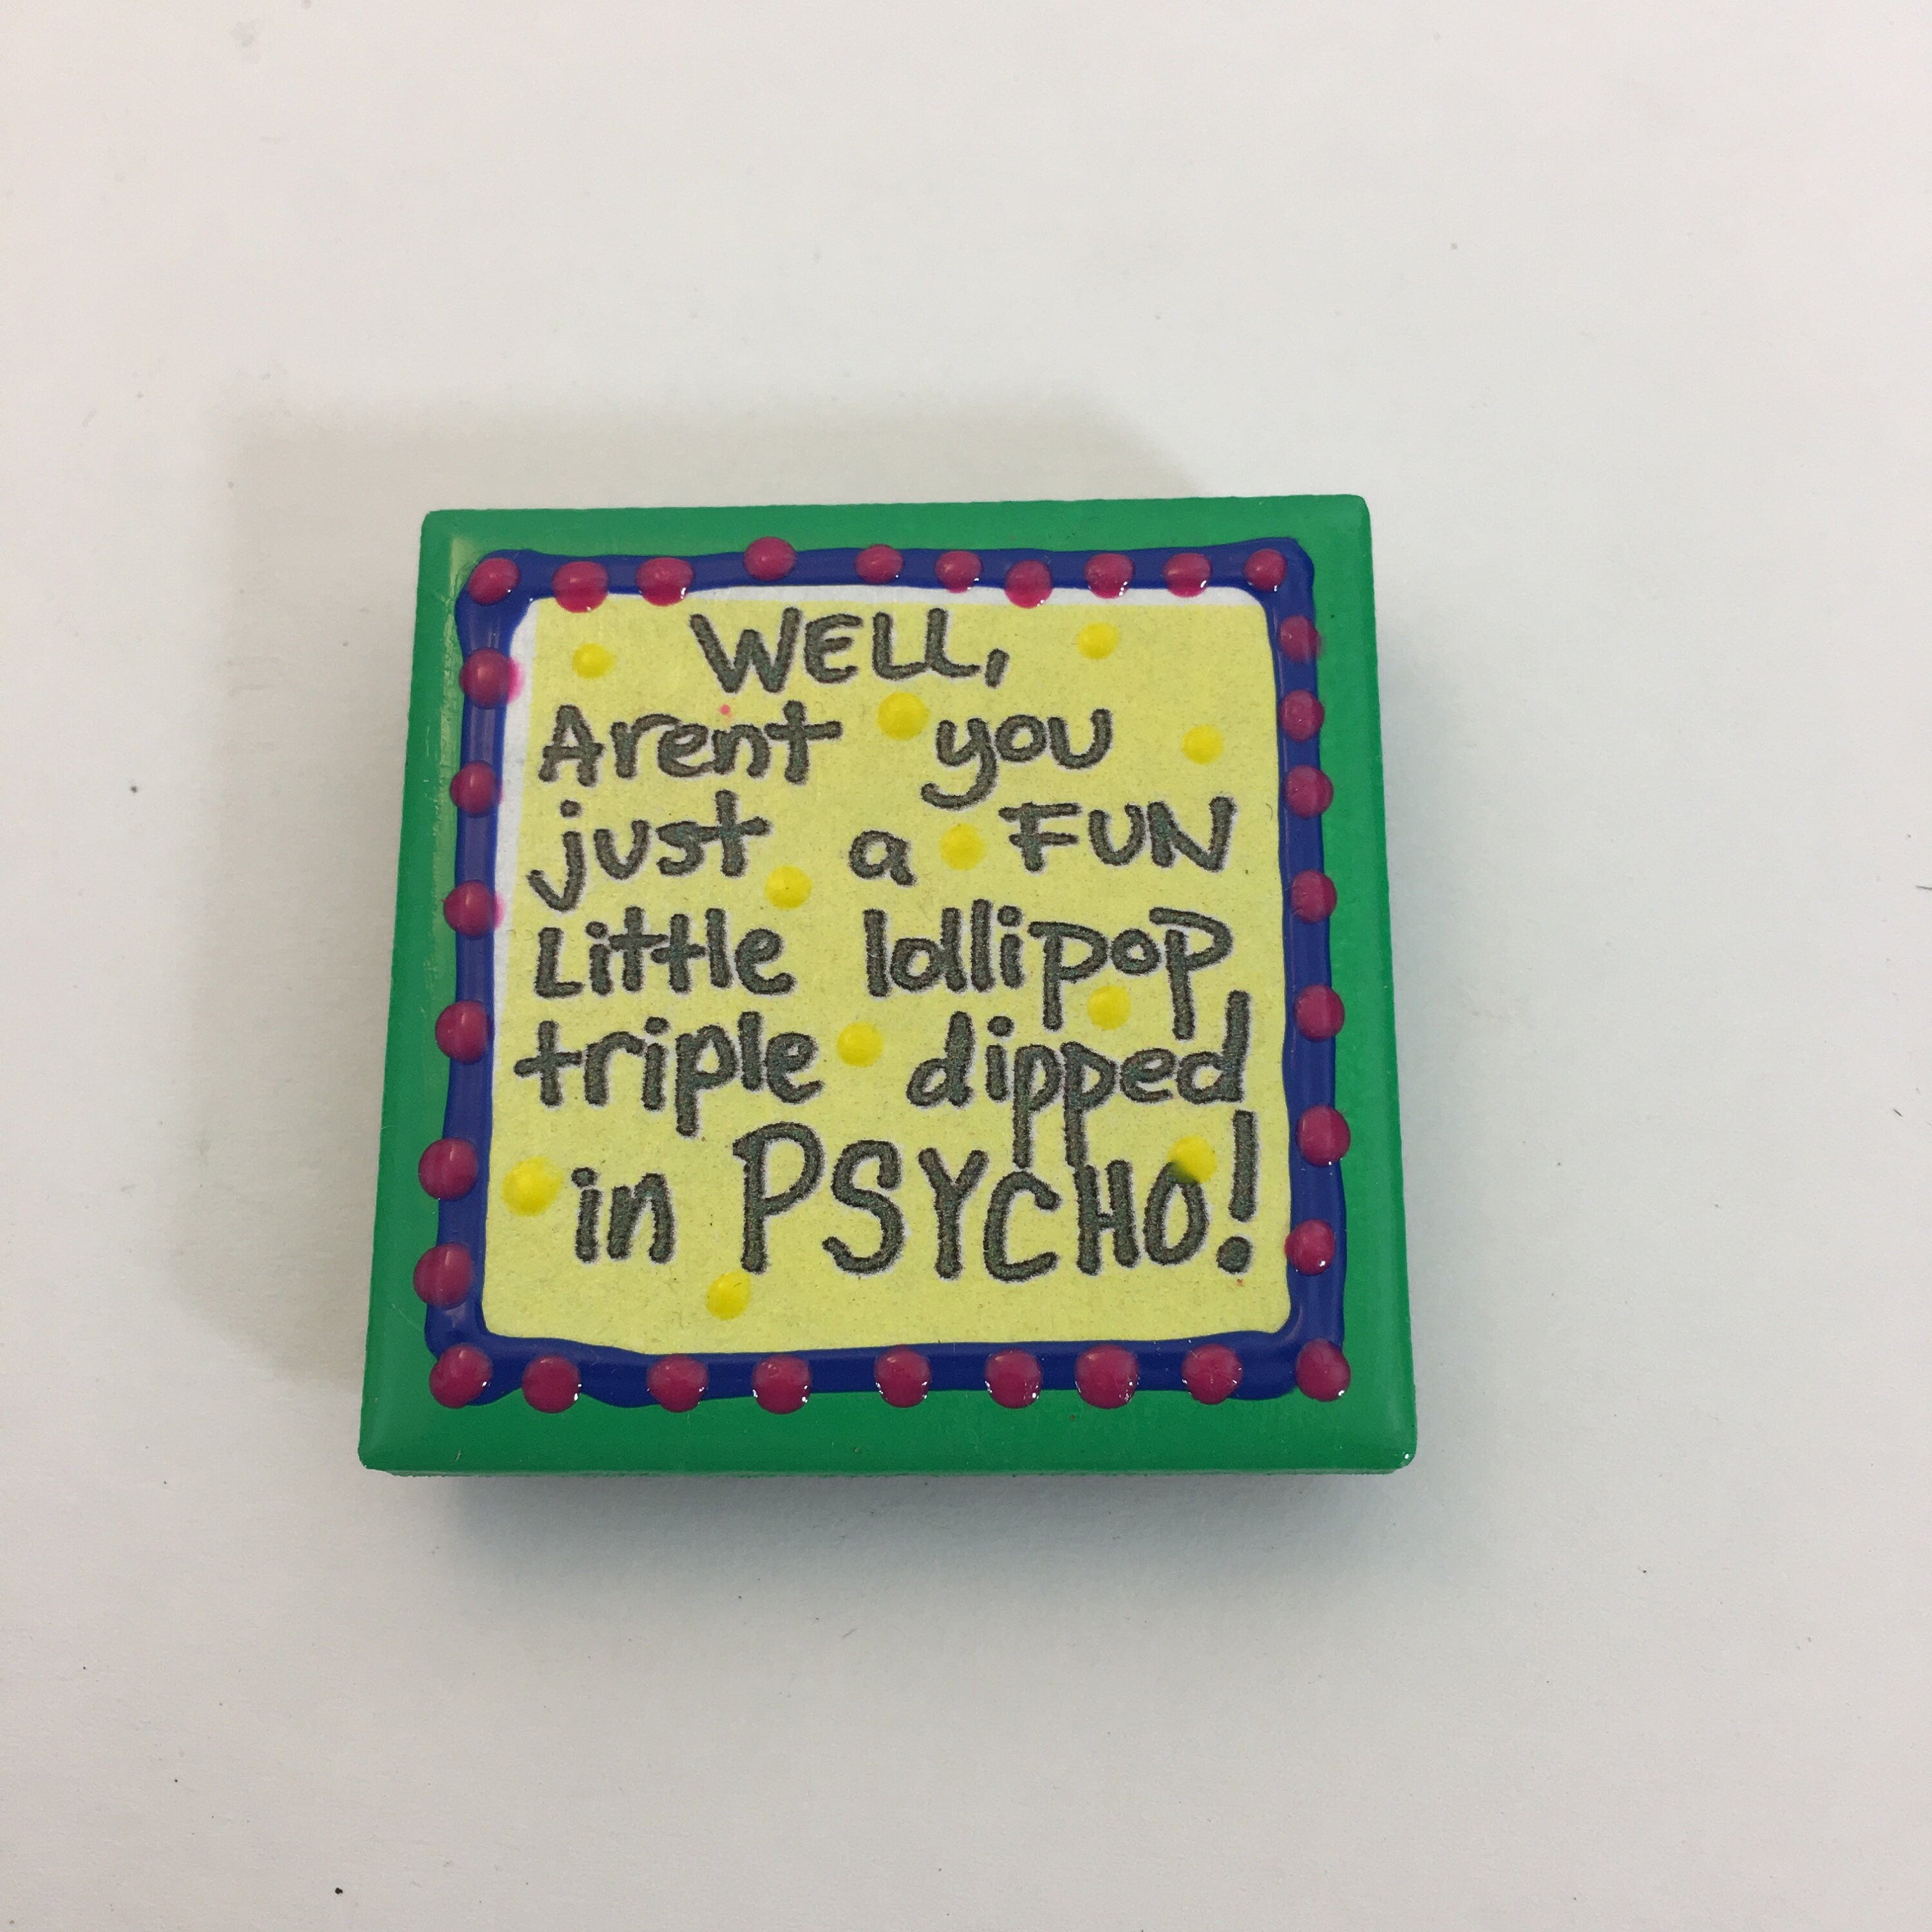 WELL,
Arent you
just a FUN
Little lollipop
triple dipped
in PSYCHO!